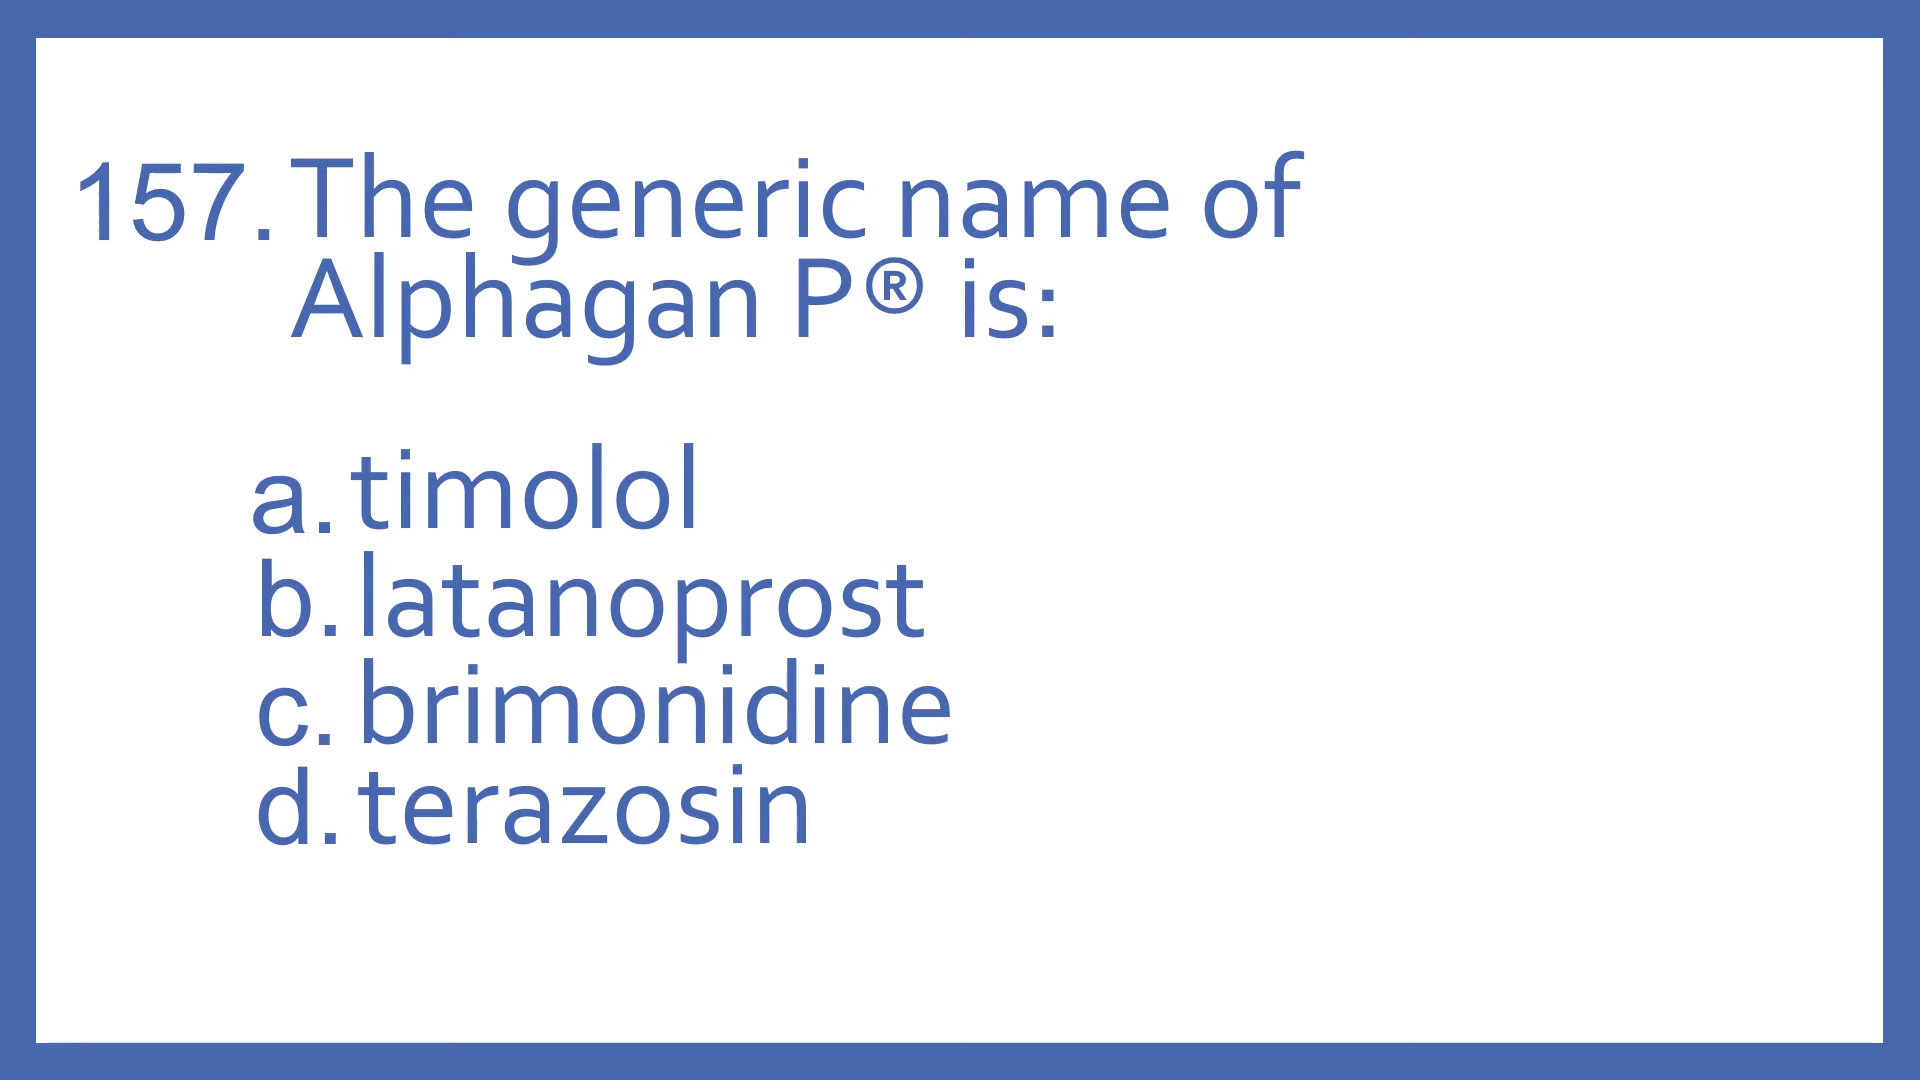 157. The generic name of
Alphagan P® is:
a. timolol
b. latanoprost
c. brimonidine
d. terazosin